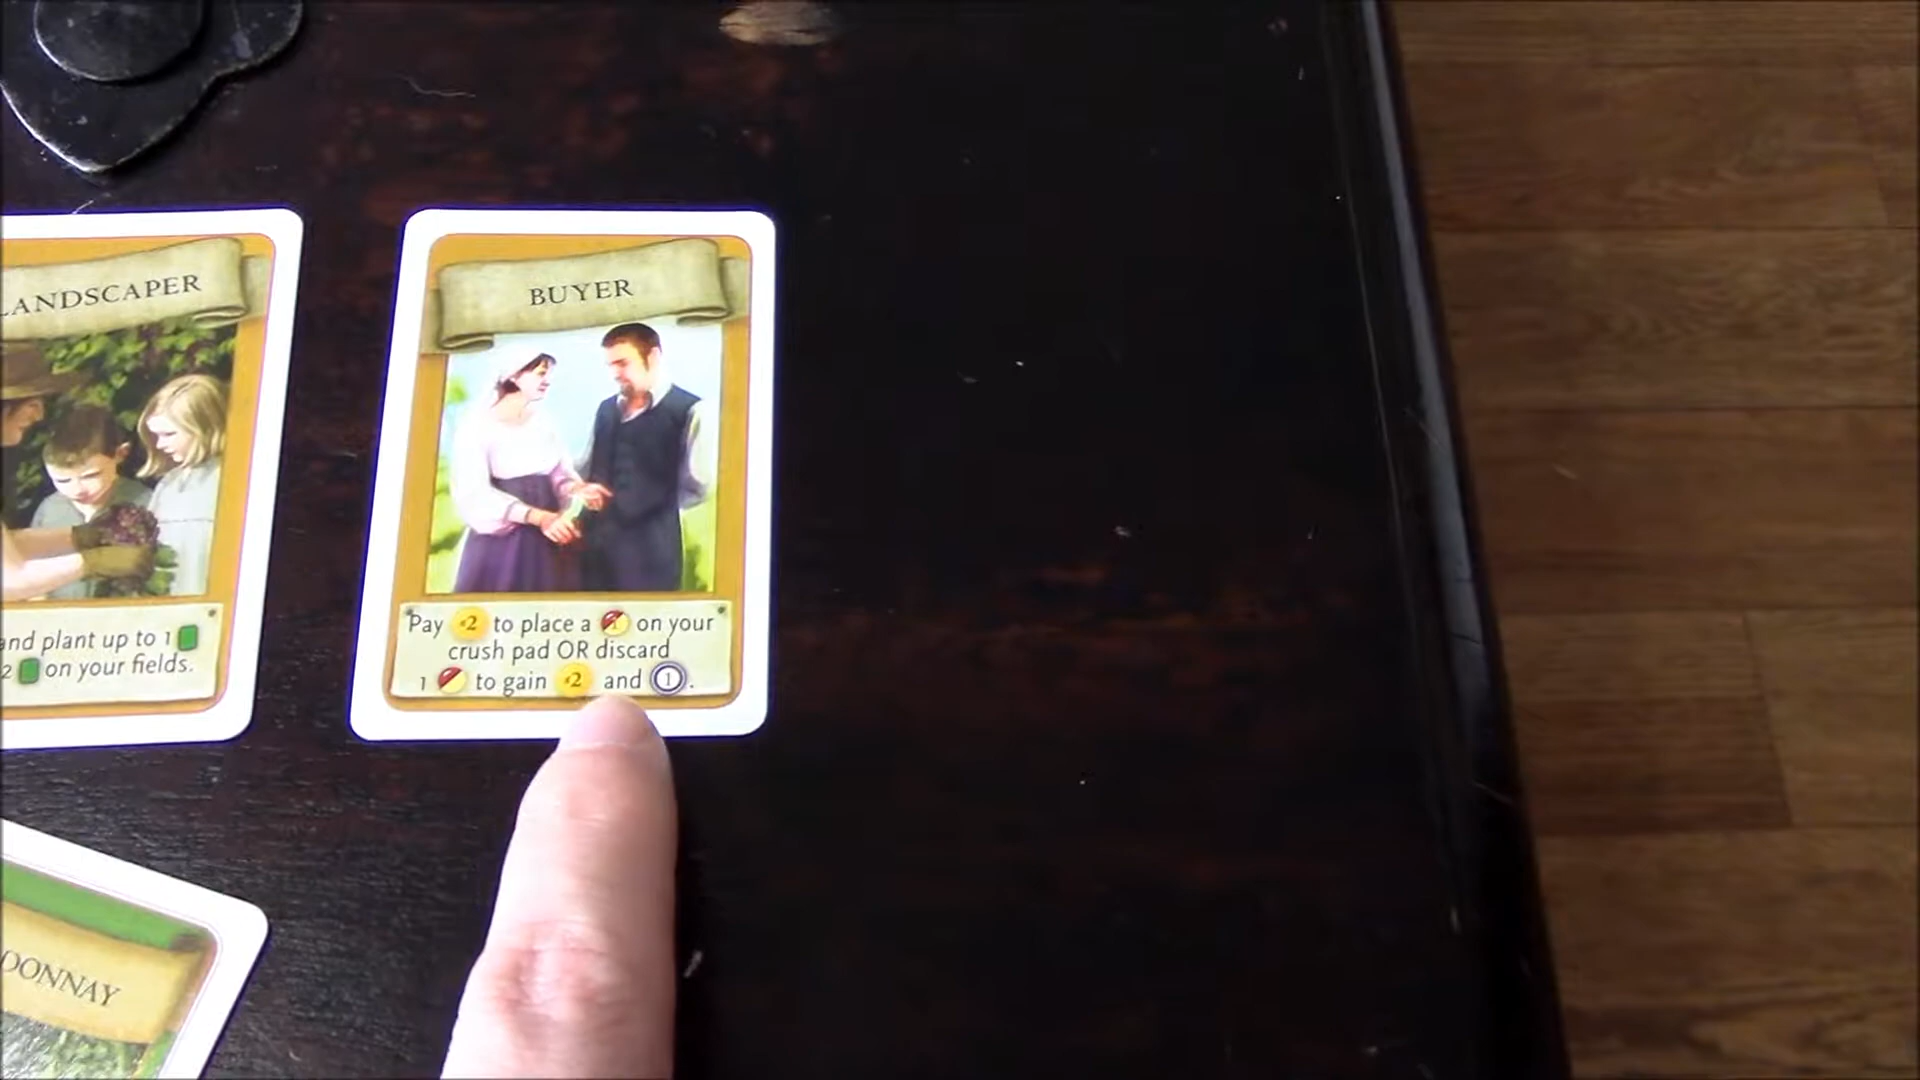 LANDSCAPER
and plant up to 1
2 on your fields.
BUYER
Pay 2 to place a 1 on your
crush pad OR discard
1 to gain 2 and 1.
DONNAY